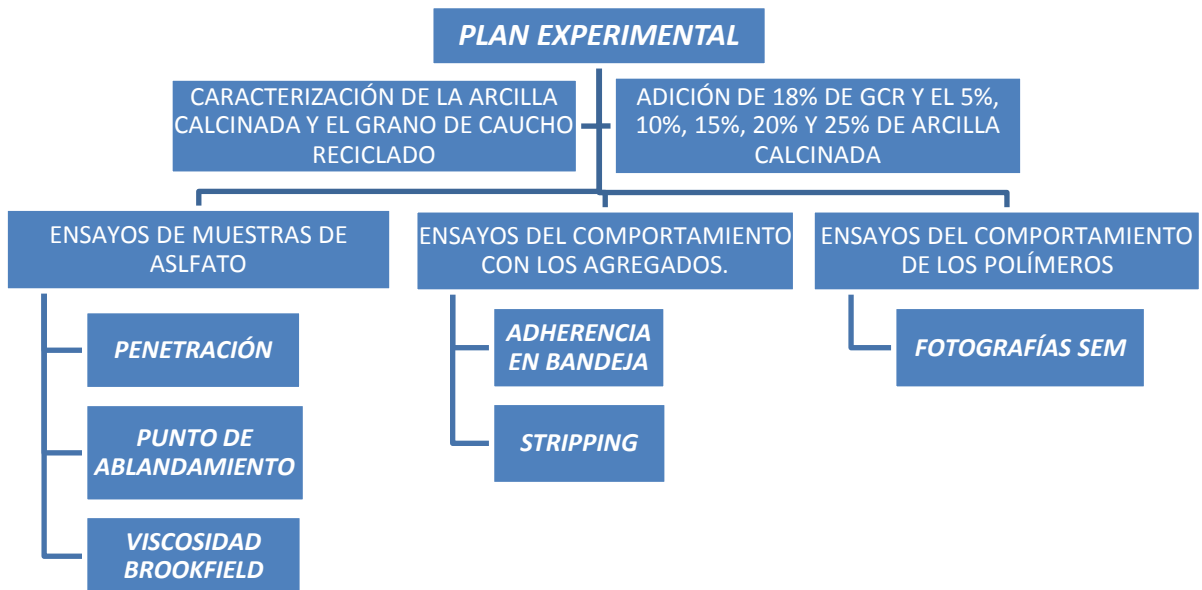 PLAN EXPERIMENTAL
CARACTERIZACIÓN DE LA ARCILLA
CALCINADA Y EL GRANO DE CAUCHO
RECICLADO
ADICIÓN DE 18% DE GCR Y EL 5%,
10%, 15%, 20% Y 25% DE ARCILLA
CALCINADA
ENSAYOS DE MUESTRAS DE
ASLFATO
PENETRACIÓN
PUNTO DE
ABLANDAMIENTO
VISCOSIDAD
BROOKFIELD
ENSAYOS DEL COMPORTAMIENTO
CON LOS AGREGADOS.
ADHERENCIA
EN BANDEJA
STRIPPING
ENSAYOS DEL COMPORTAMIENTO
DE LOS POLÍMEROS
FOTOGRAFÍAS SEM